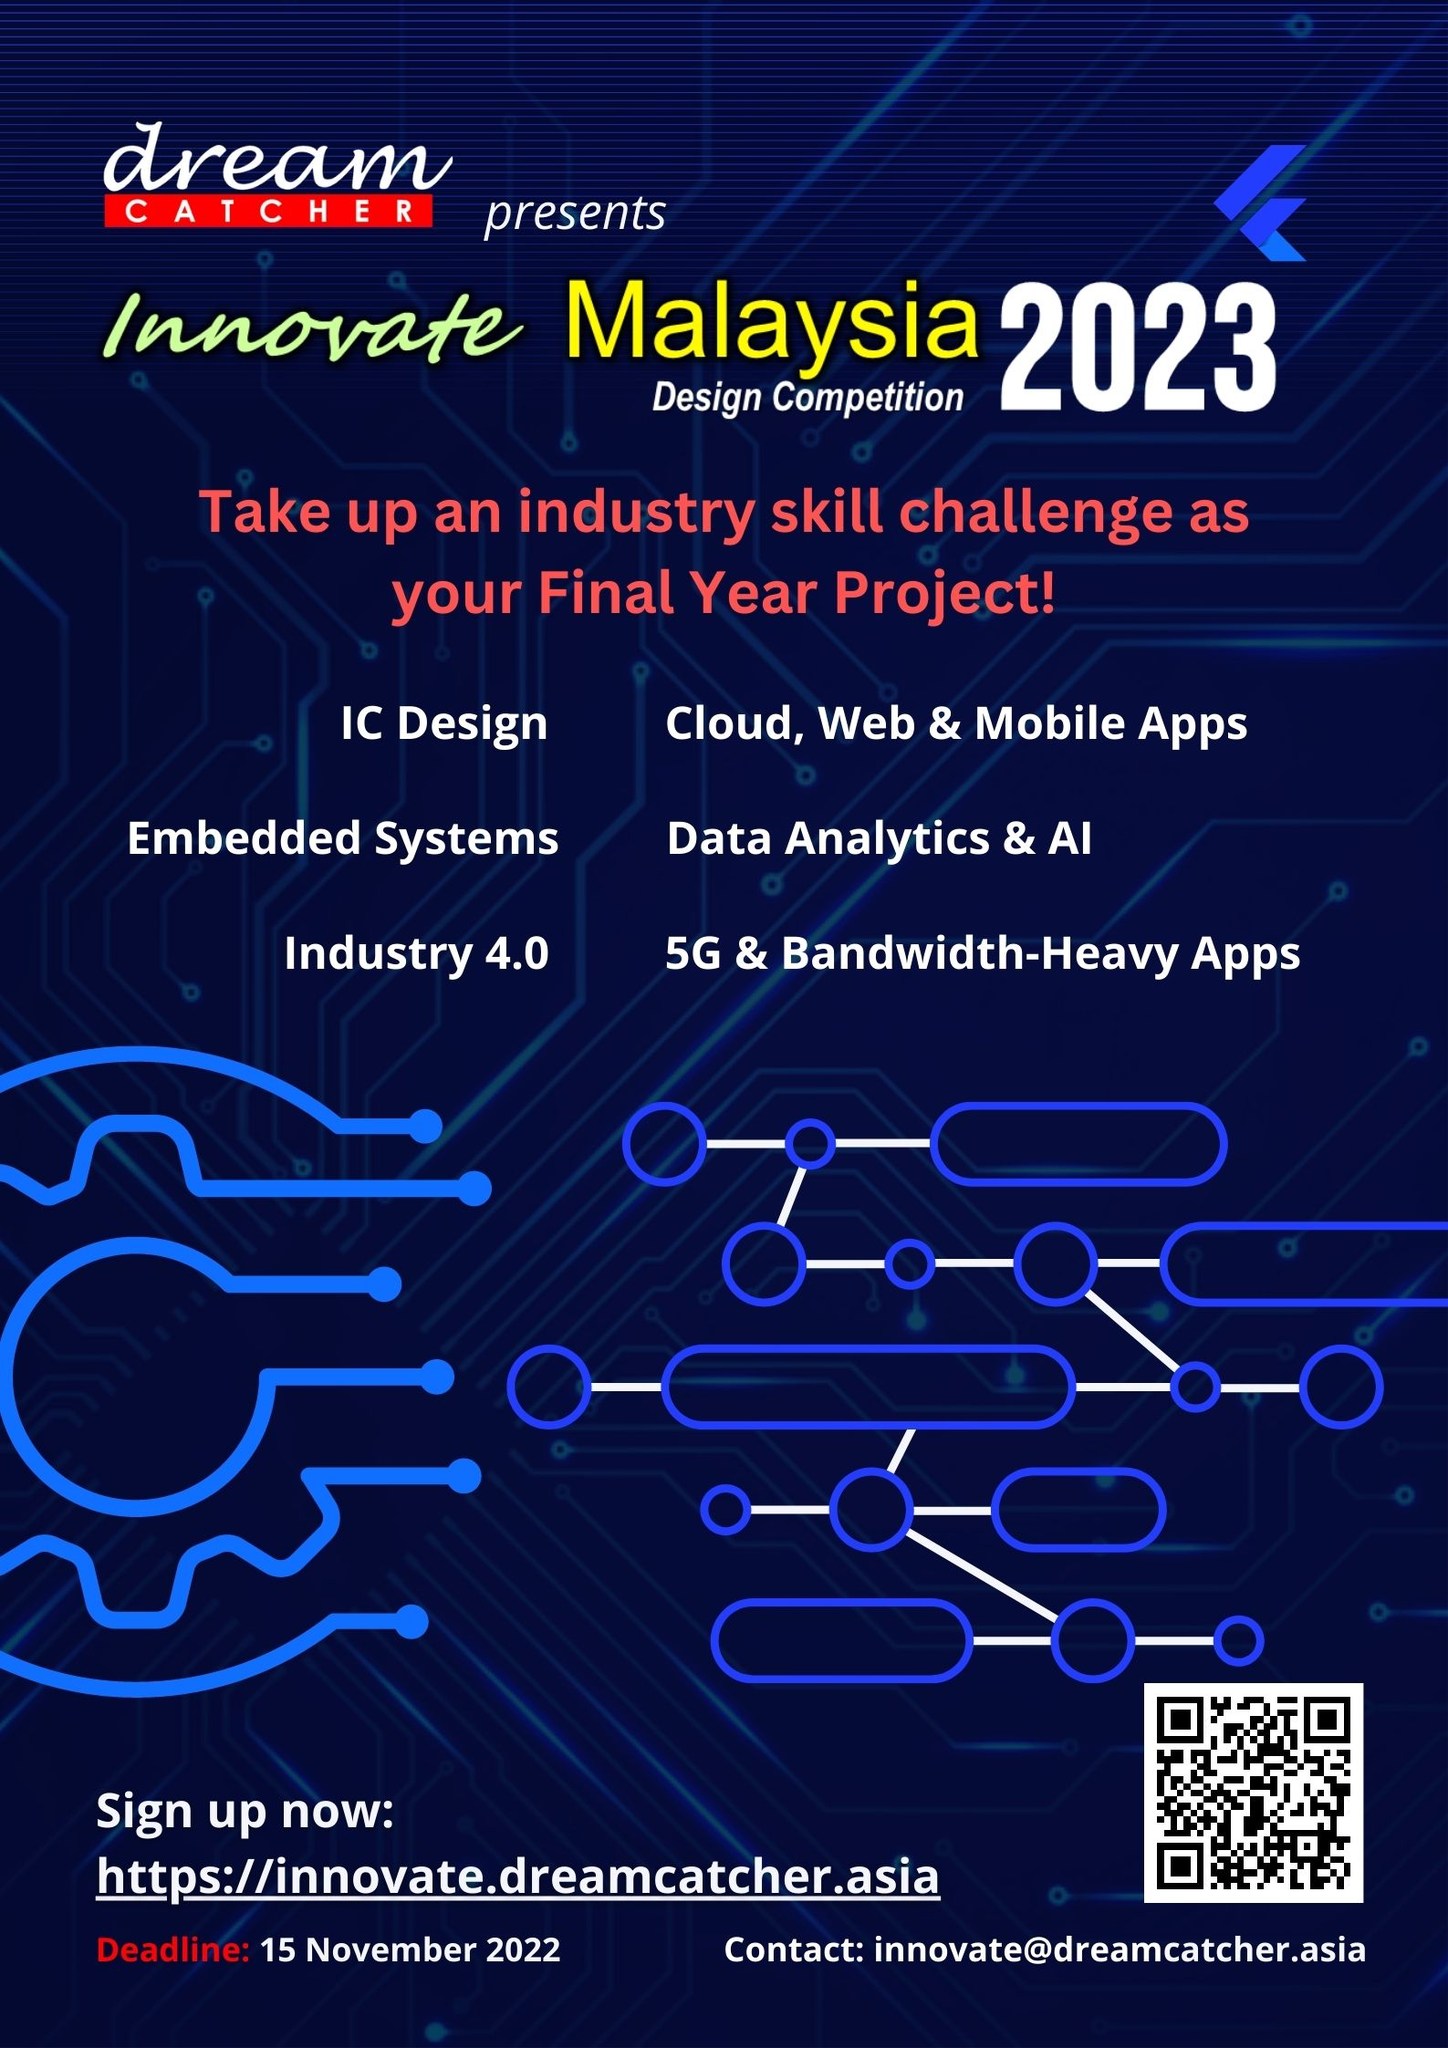 dream
CATCHER
presents
Innovate Malaysia 2023
Design Competition
Take up an industry skill challenge as
your Final Year Project!
IC Design
Cloud, Web & Mobile Apps
Embedded Systems
Data Analytics & AI
Industry 4.0
5G & Bandwidth-Heavy Apps
Sign up now:
https://innovate.dreamcatcher.asia
Deadline: 15 November 2022
Contact: innovate@dreamcatcher.asia